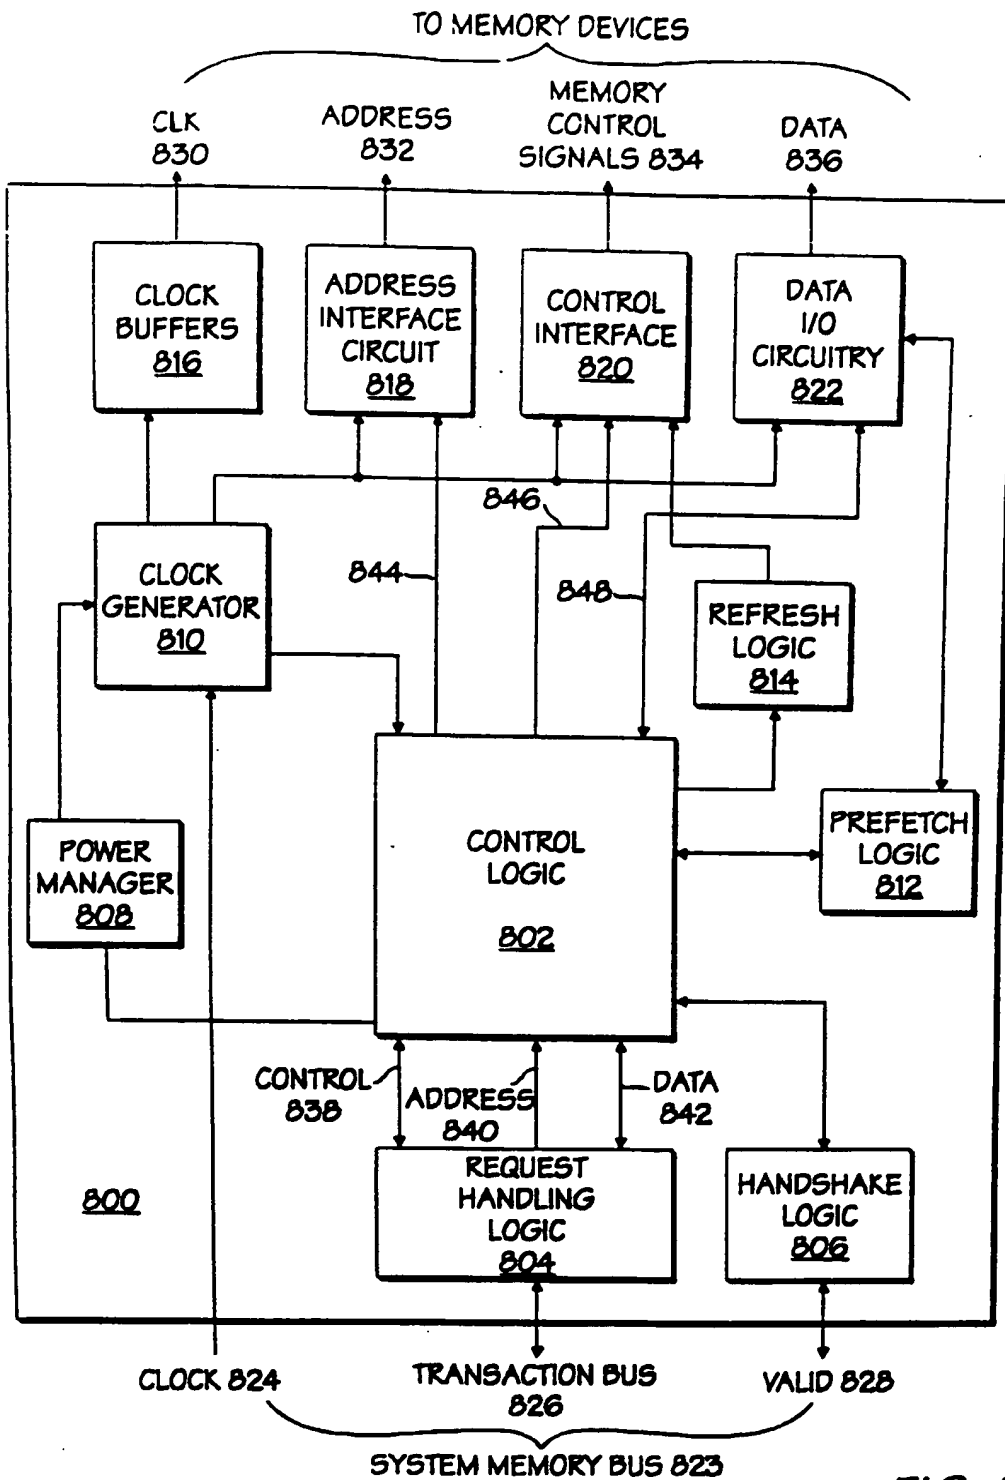 TO MEMORY DEVICES
CLK
830
ADDRESS
832
MEMORY
CONTROL
SIGNALS 834
DATA
836
CLOCK
BUFFERS
816
ADDRESS
INTERFACE
CIRCUIT
818
CONTROL
INTERFACE
820
DATA
I/O
CIRCUITRY
822
846
844
848
CLOCK
GENERATOR
810
REFRESH
LOGIC
814
CONTROL
LOGIC
802
PREFETCH
LOGIC
812
POWER
MANAGER
808
CONTROL
838
ADDRESS
840
DATA
842
800
REQUEST
HANDLING
LOGIC
804
HANDSHAKE
LOGIC
806
CLOCK 824
TRANSACTION BUS
826
VALID 828
SYSTEM MEMORY BUS 823